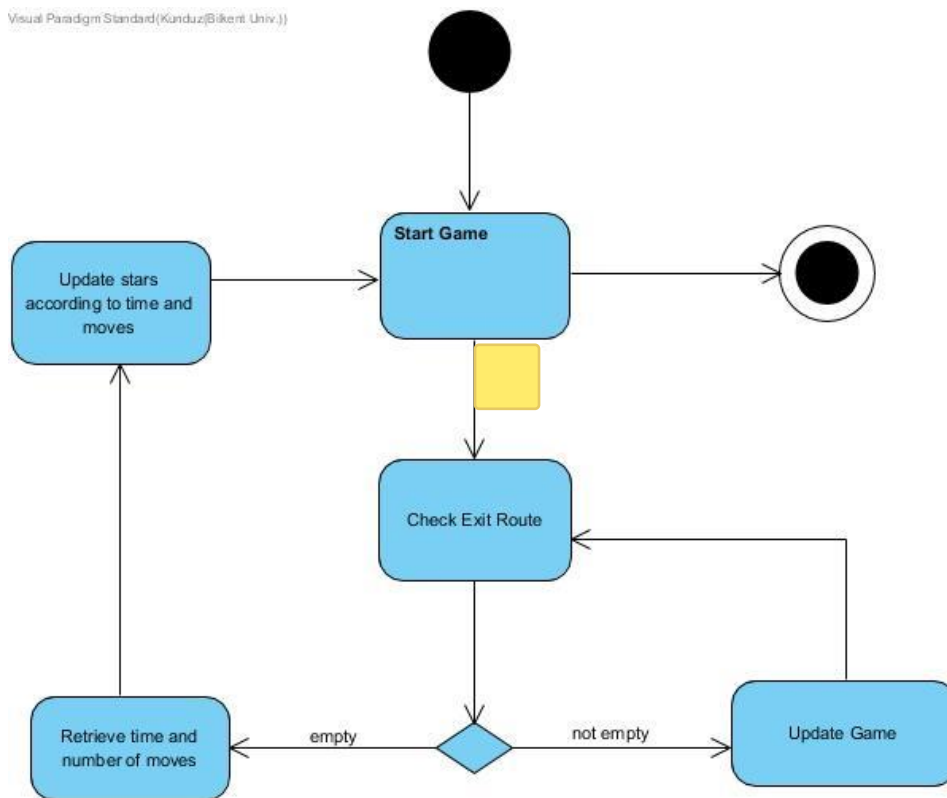 Visual Paradigm Standard(Kunduz(Bilkent Univ.))
Start Game
Update stars
according to time and
moves
Check Exit Route
empty
not empty
Retrieve time and
number of moves
Update Game